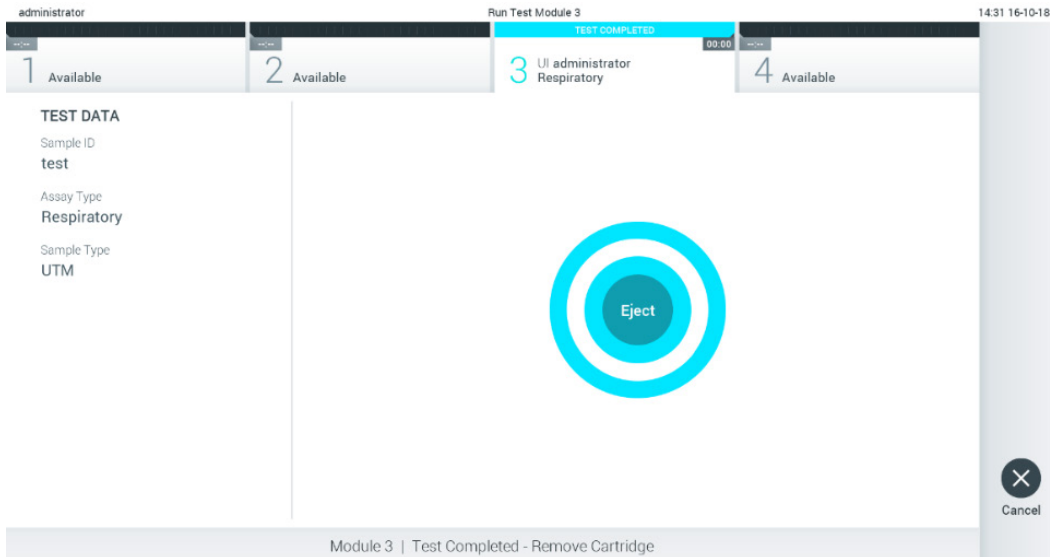 administrator
Run Test Module 3
14:31 16-10-18
TEST COMPLETED
--:--
--:--
00:00
--:--
1 Available
2 Available
3 UI administrator
Respiratory
4 Available
TEST DATA
Sample ID
test
Assay Type
Respiratory
Sample Type
UTM
Eject
Cancel
Module 3 | Test Completed - Remove Cartridge